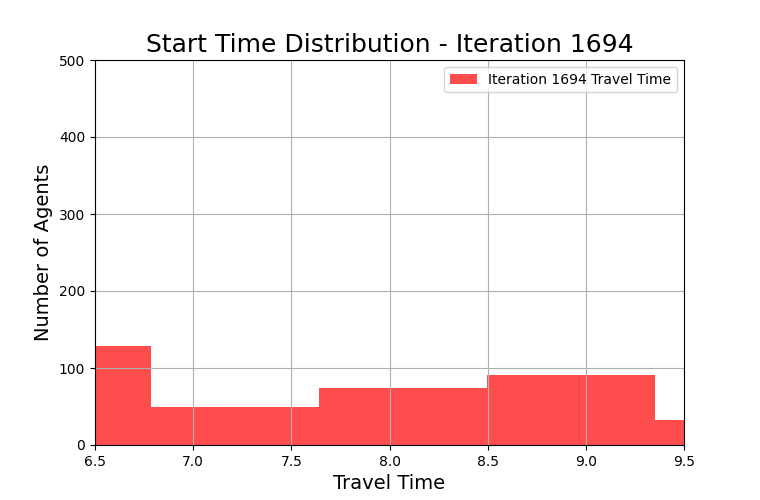 Start Time Distribution - Iteration 1694
Iteration 1694 Travel Time
Number of Agents
500
400
300
200
100
0
6.5 7.0 7.5 8.0 8.5 9.0 9.5
Travel Time